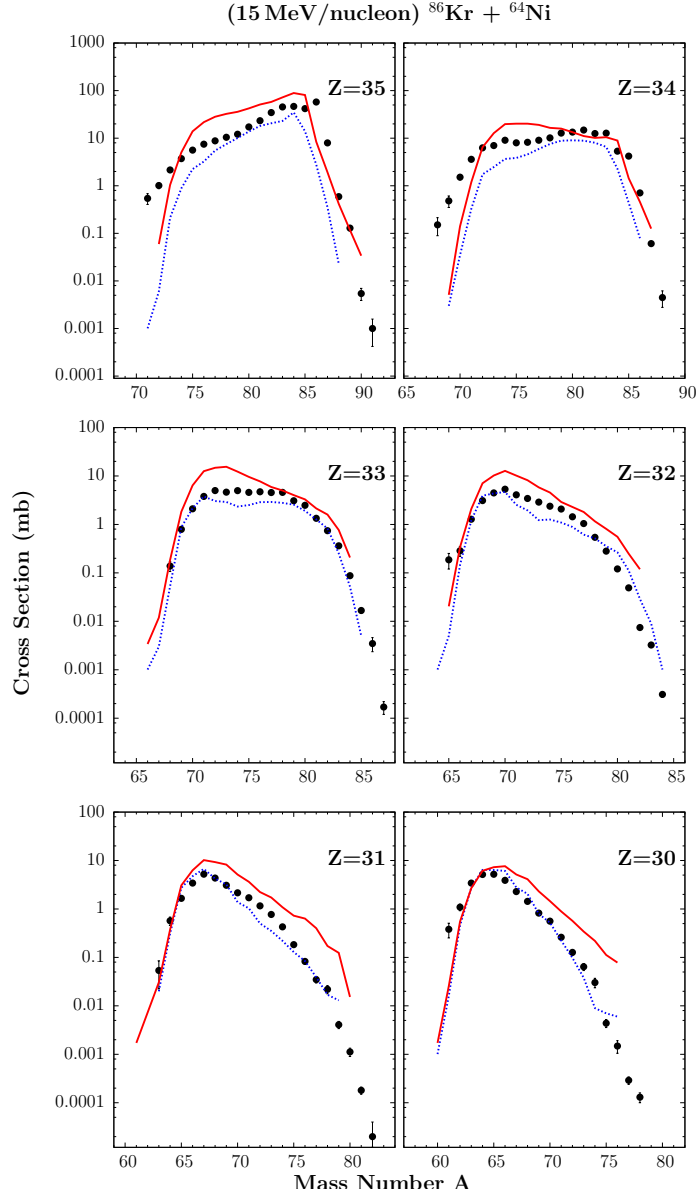 (15 MeV/nucleon) ⁸⁶Kr + ⁶⁴Ni
1000
100
10
1
0.1
0.01
0.001
0.0001
Z=35
Z=34
70 75 80 85 90
65 70 75 80 85 90
100
10
1
0.1
0.01
0.001
0.0001
Z=33
Z=32
65 70 75 80 85
65 70 75 80 85
100
10
1
0.1
0.01
0.001
0.0001
Z=31
Z=30
60 65 70 75 80
60 65 70 75 80
Cross Section (mb)
Mass Number A